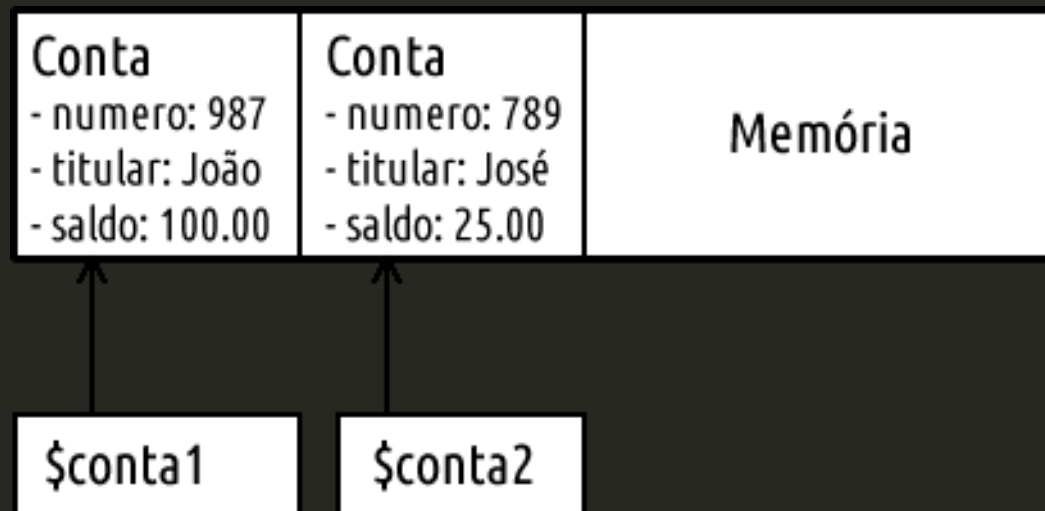 Conta
- numero: 987
- titular: João
- saldo: 100.00
Conta
- numero: 789
- titular: José
- saldo: 25.00
Memória
$conta1
$conta2